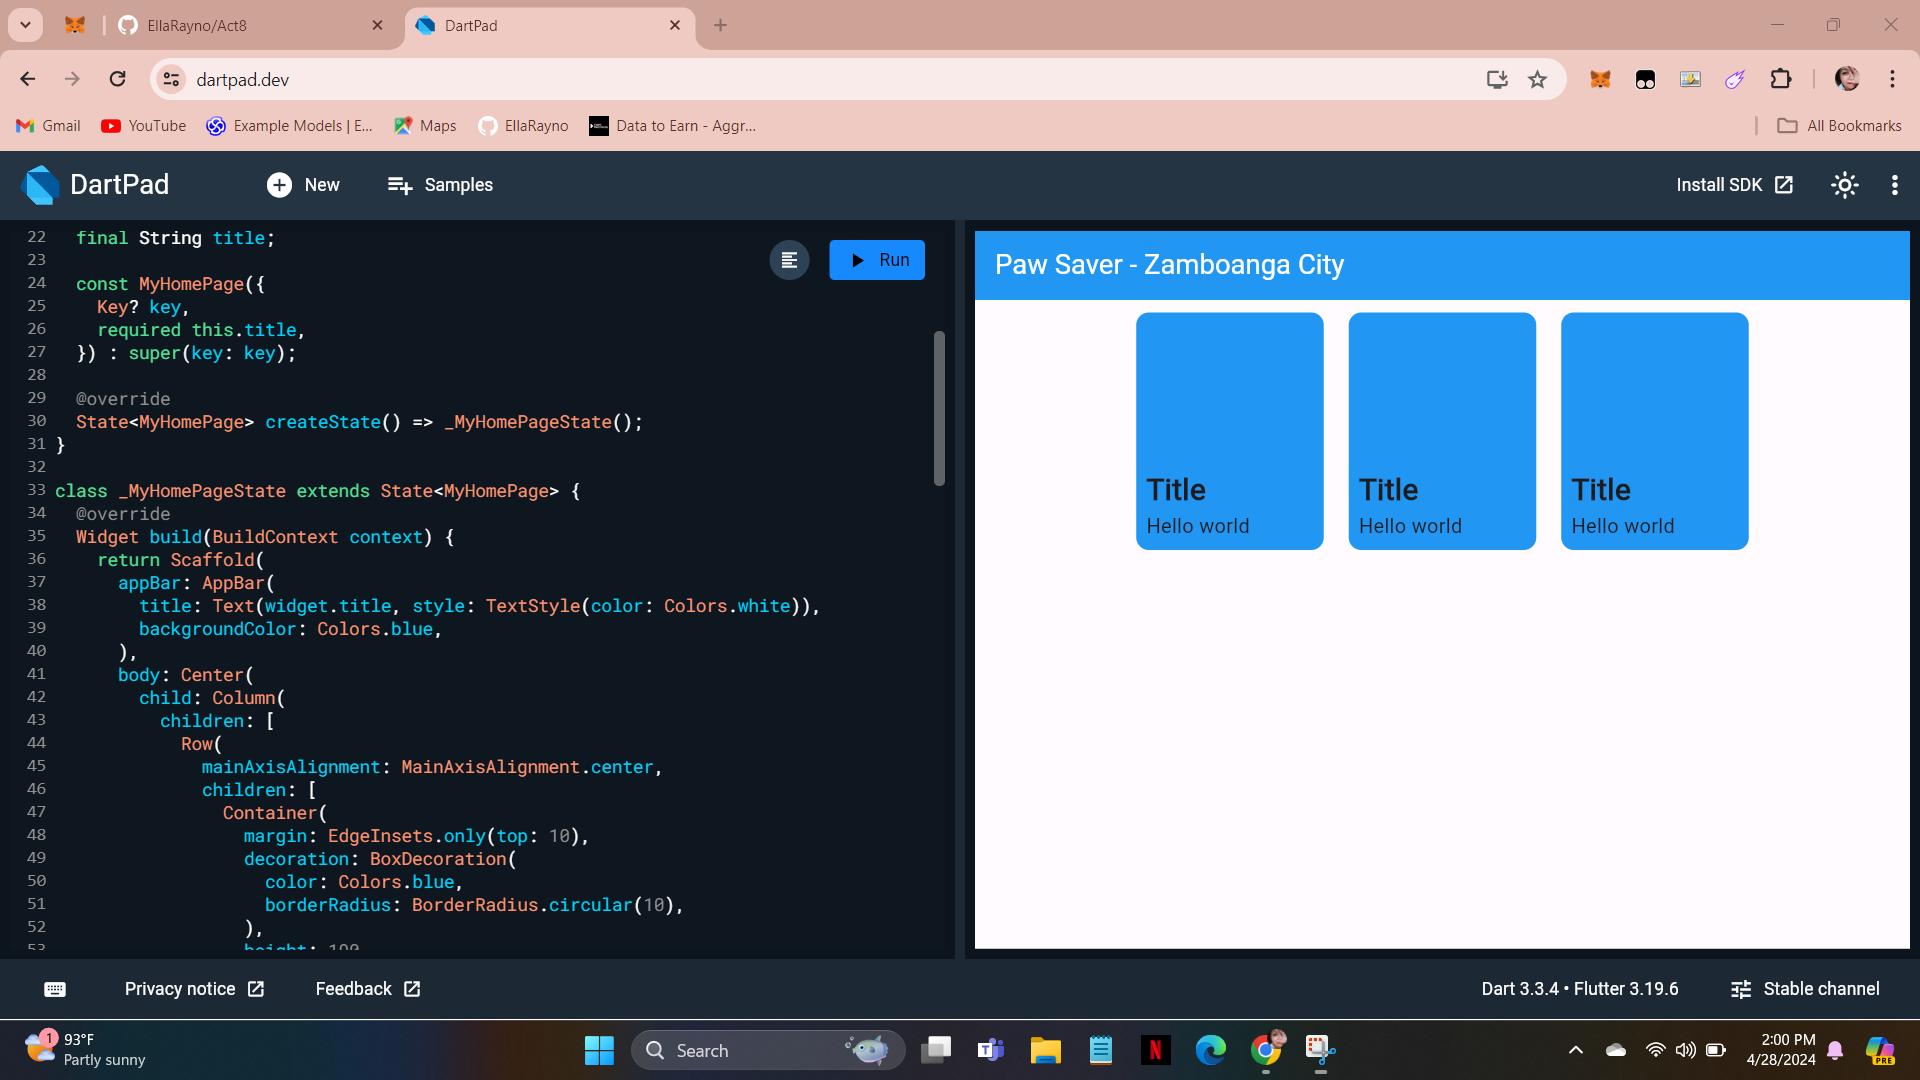 EllaRayno/Act8
DartPad
dartpad.dev
Gmail
YouTube
Example Models | E...
Maps
EllaRayno
Data to Earn - Aggr...
All Bookmarks
DartPad
New
Samples
Install SDK
22 final String title;
23
24 const MyHomePage({
25 Key? key,
26 required this.title,
27 }) : super(key: key);
28
29 @override
30 State<MyHomePage> createState() => _MyHomePageState();
31 }
32
33 class _MyHomePageState extends State<MyHomePage> {
34 @override
35 Widget build(BuildContext context) {
36 return Scaffold(
37 appBar: AppBar(
38 title: Text(widget.title, style: TextStyle(color: Colors.white)),
39 backgroundColor: Colors.blue,
40 ),
41 body: Center(
42 child: Column(
43 children: [
44 Row(
45 mainAxisAlignment: MainAxisAlignment.center,
46 children: [
47 Container(
48 margin: EdgeInsets.only(top: 10),
49 decoration: BoxDecoration(
50 color: Colors.blue,
51 borderRadius: BorderRadius.circular(10),
52 ),
53 height: 190
Run
Paw Saver - Zamboanga City
Title
Hello world
Title
Hello world
Title
Hello world
Privacy notice
Feedback
Dart 3.3.4 • Flutter 3.19.6
Stable channel
1
93°F
Partly sunny
Search
2:00 PM
4/28/2024
PRE